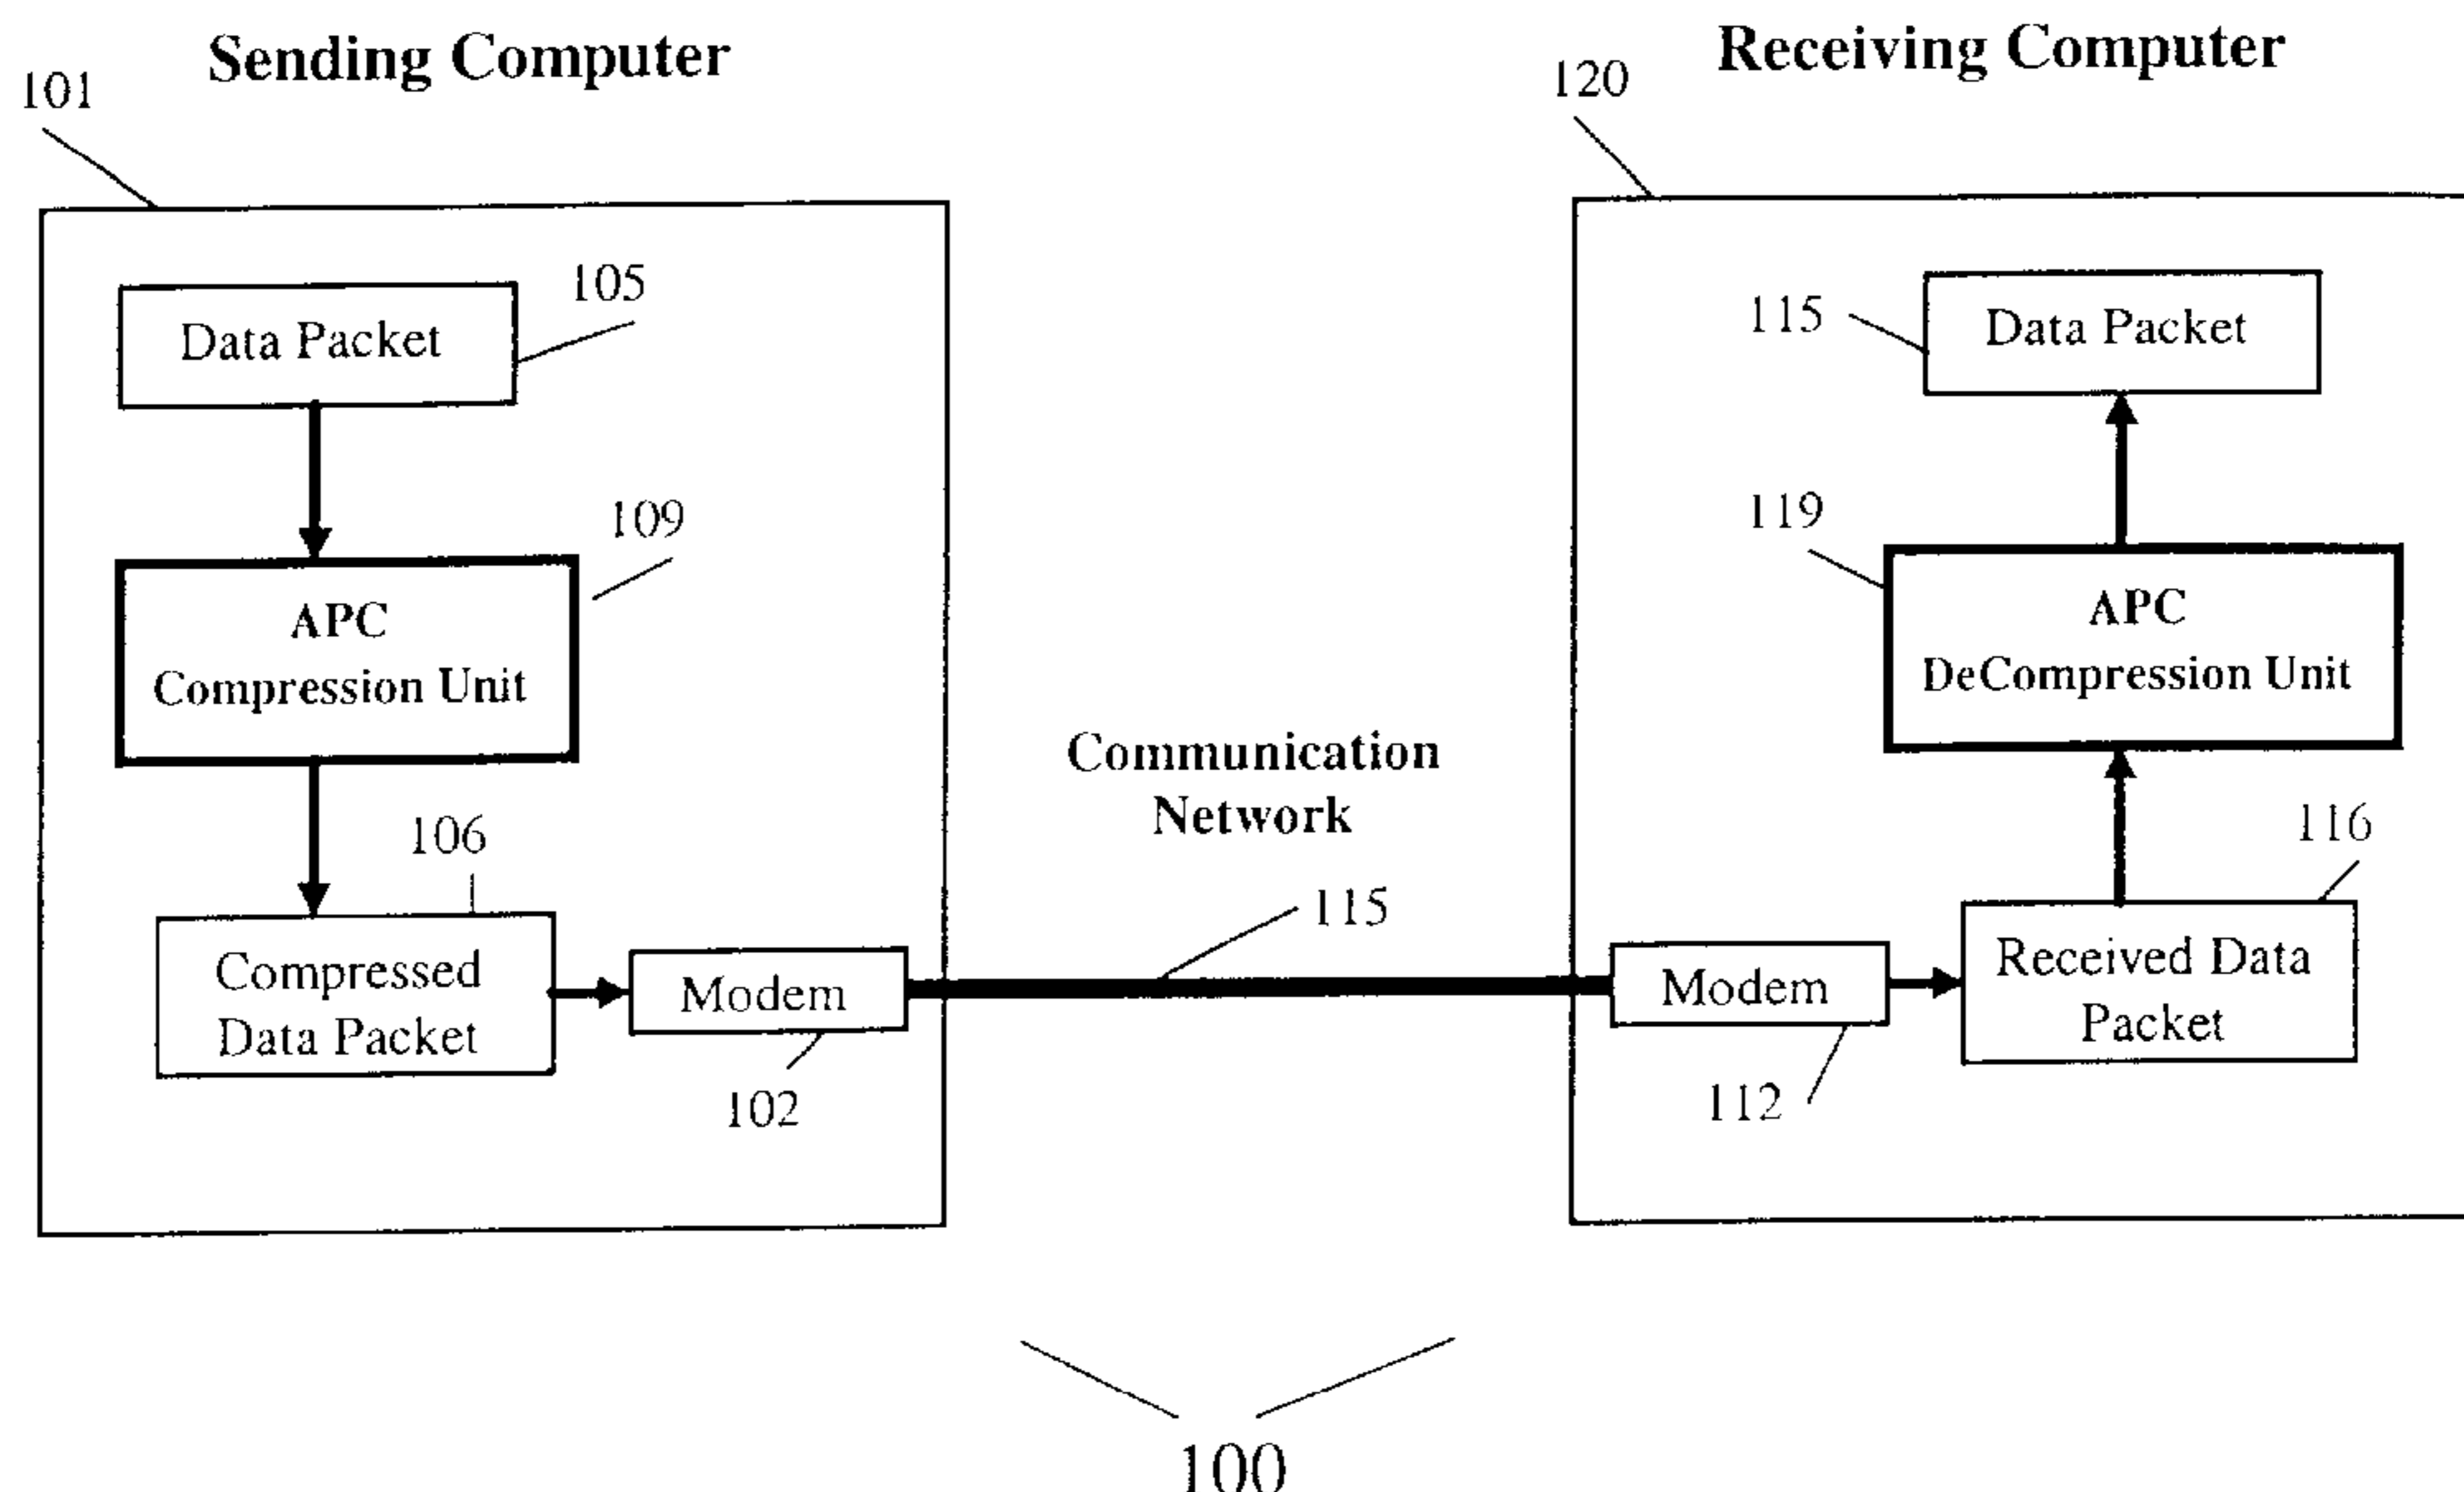 Sending Computer
101
105
Data Packet
109
APC
Compression Unit
106
Compressed
Data Packet
Modem
102
Communication
Network
115
Receiving Computer
120
115
Data Packet
119
APC
DeCompression Unit
116
Received Data
Packet
Modem
112
100